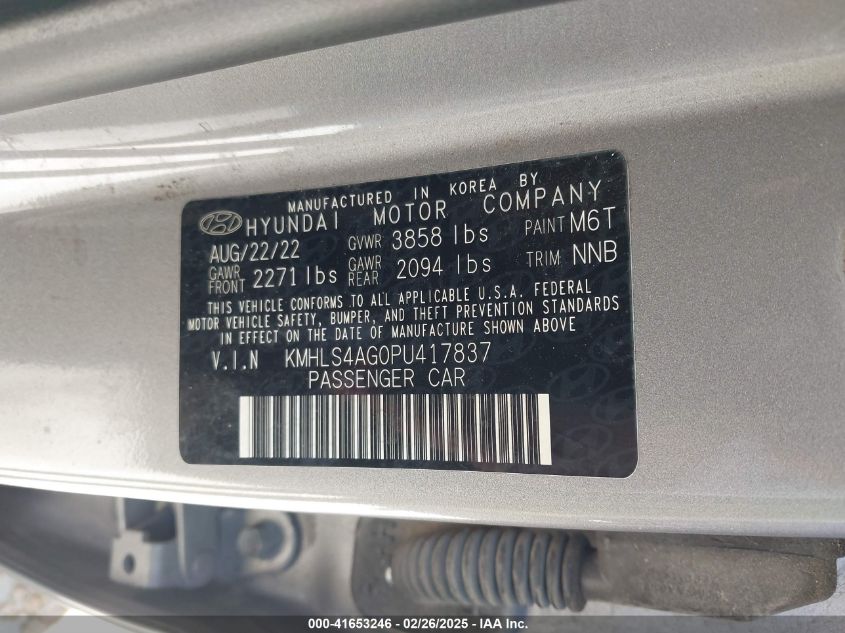 MANUFACTURED IN KOREA BY
HYUNDAI MOTOR COMPANY
AUG/22/22 GVWR 3858 lbs PAINT M6T
GAWR FRONT 2271 lbs GAWR REAR 2094 lbs TRIM NNB
THIS VEHICLE CONFORMS TO ALL APPLICABLE U.S.A. FEDERAL
MOTOR VEHICLE SAFETY, BUMPER, AND THEFT PREVENTION STANDARDS
IN EFFECT ON THE DATE OF MANUFACTURE SHOWN ABOVE
V.I.N KMHLS4AG0PU417837
PASSENGER CAR
000-41653246 - 02/26/2025 - IAA Inc.